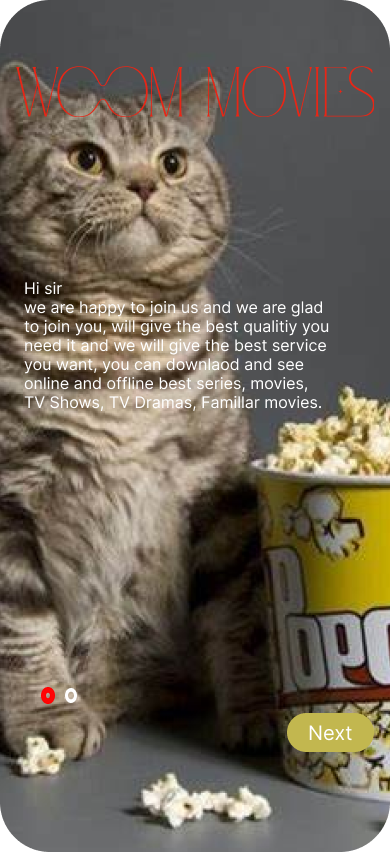 WOOM MOVIES
Hi sir
we are happy to join us and we are glad
to join you, will give the best qualitiy you
need it and we will give the best service
you want, you can downlaod and see
online and offline best series, movies,
TV Shows, TV Dramas, Famillar movies.
POPC
Next